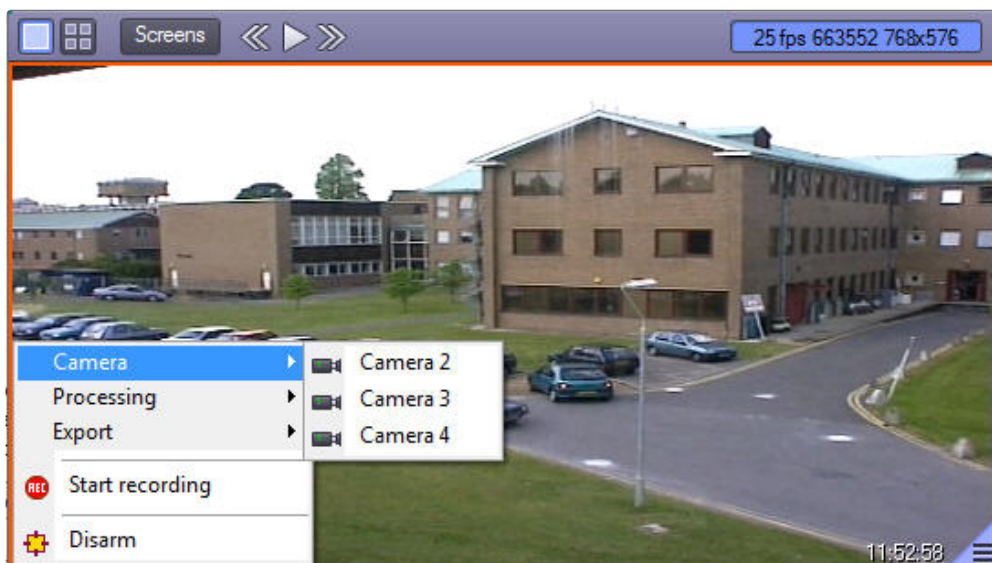 Screens
25 fps 663552 768x576
Camera
Camera 2
Processing
Camera 3
Export
Camera 4
REC
Start recording
Disarm
11:52:58